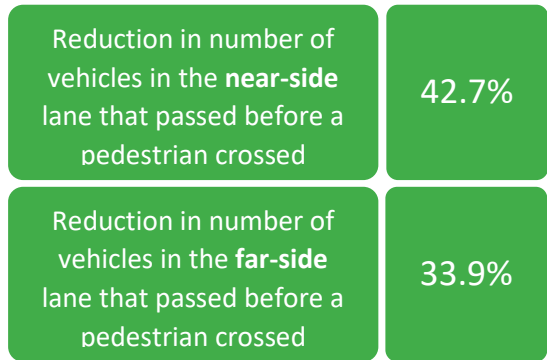 Reduction in number of
vehicles in the near-side
lane that passed before a
pedestrian crossed
42.7%
Reduction in number of
vehicles in the far-side
lane that passed before a
pedestrian crossed
33.9%